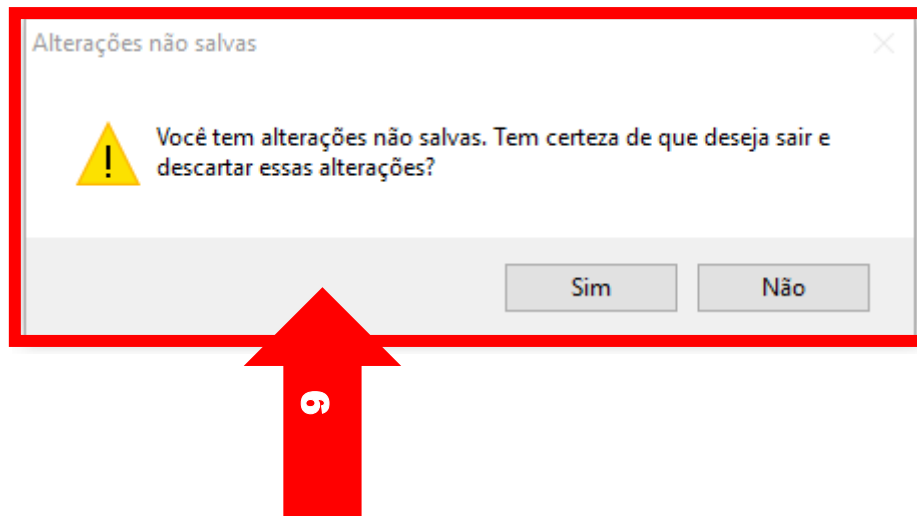 Alterações não salvas
Você tem alterações não salvas. Tem certeza de que deseja sair e
descartar essas alterações?
Sim Não
6